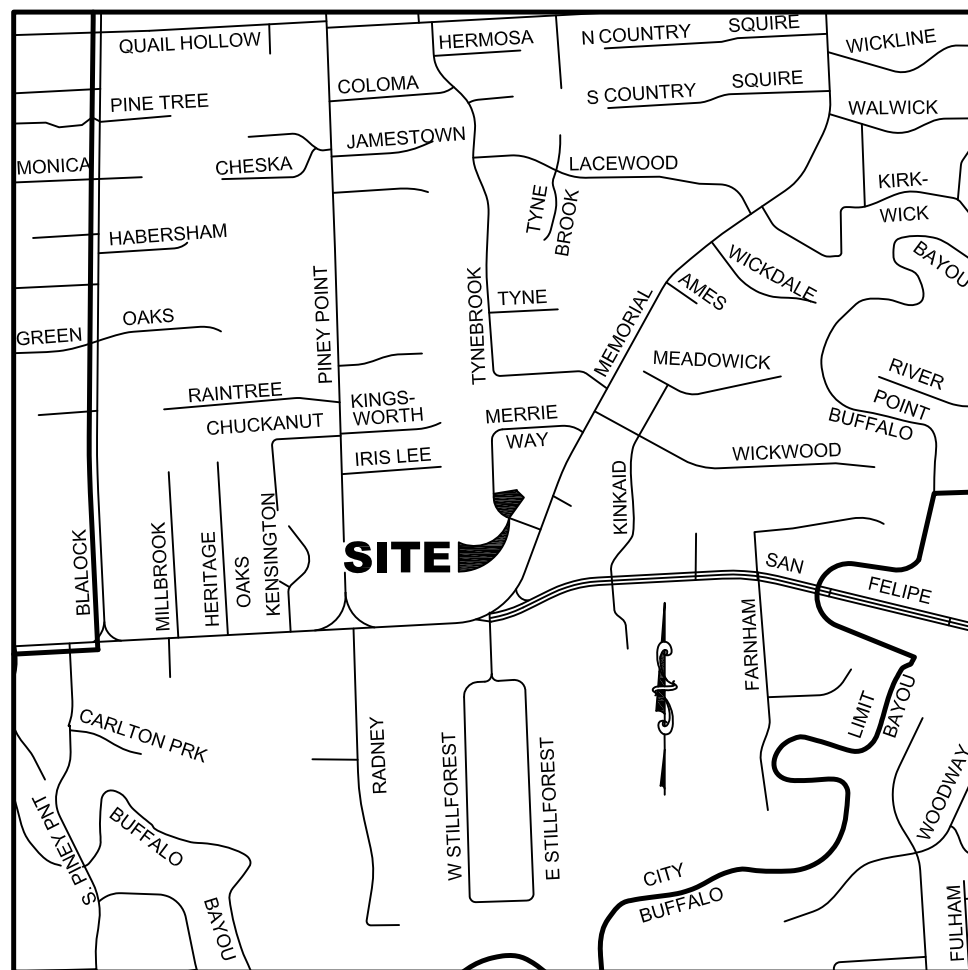 QUAIL HOLLOW
HERMOSA
N COUNTRY SQUIRE
WICKLINE
COLOMA
S COUNTRY SQUIRE
PINE TREE
WALWICK
JAMESTOWN
MONICA
CHESKA
LACEWOOD
KIRK-
WICK
TYNE
BROOK
HABERSHAM
BAYOU
WICKDALE
PINEY POINT
TYNEBROOK
TYNE
AMES
MEMORIAL
GREEN OAKS
MEADOWICK
RIVER
POINT
BUFFALO
RAINTREE
KINGS-
WORTH
CHUCKANUT
MERRIE
WAY
IRIS LEE
WICKWOOD
KINKAID
BLALOCK
MILLBROOK
HERITAGE
OAKS
KENSINGTON
SITE
SAN FELIPE
FARNHAM
LIMIT
BAYOU
CARLTON PRK
RADNEY
W STILLFOREST
E STILLFOREST
WOODWAY
S. PINEY PNT
BUFFALO
BAYOU
CITY
BUFFALO
FULHAM